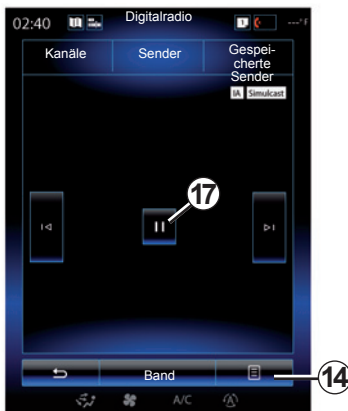 02:40
Digitalradio
---°F
Kanäle
Sender
Gespei-
cherte
Sender
IA Simulcast
17
Band
14
A/C